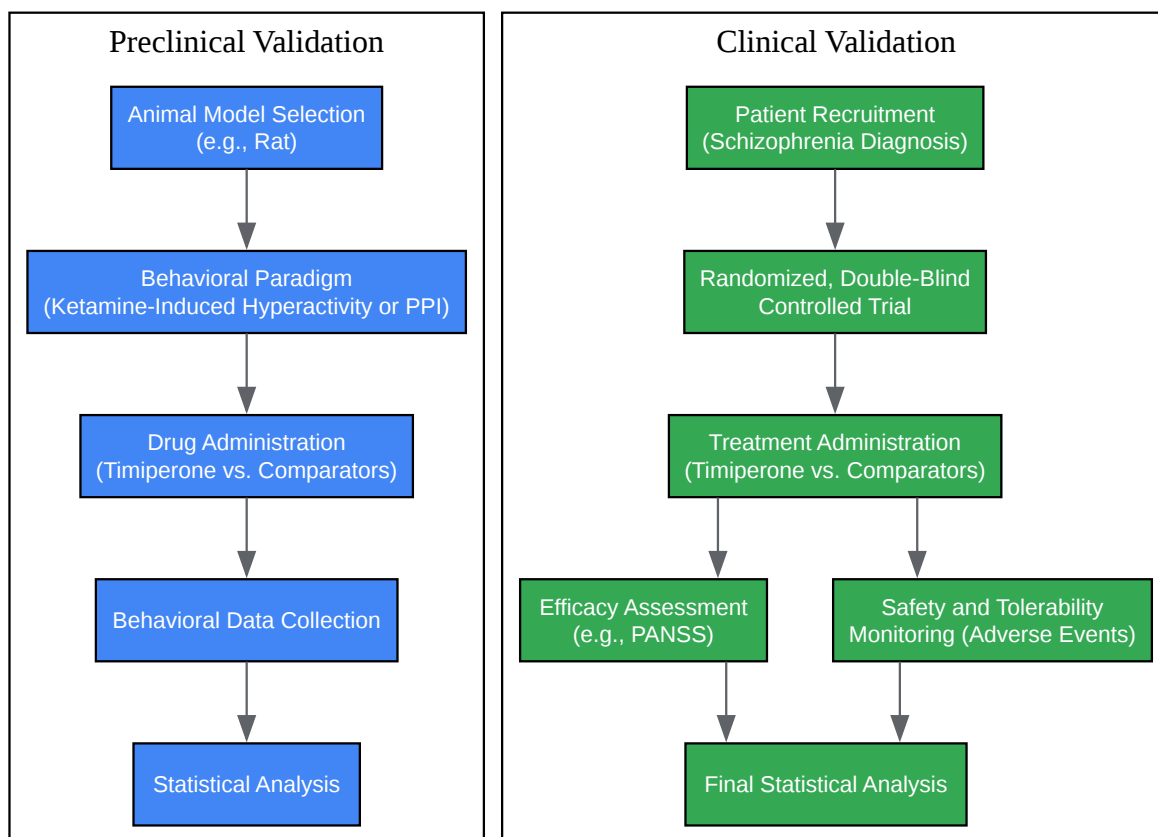 Preclinical Validation
Animal Model Selection
(e.g., Rat)
Behavioral Paradigm
(Ketamine-Induced Hyperactivity or PPI)
Drug Administration
(Timiperone vs. Comparators)
Behavioral Data Collection
Statistical Analysis
Clinical Validation
Patient Recruitment
(Schizophrenia Diagnosis)
Randomized, Double-Blind
Controlled Trial
Treatment Administration
(Timiperone vs. Comparators)
Efficacy Assessment
(e.g., PANSS)
Safety and Tolerability
Monitoring (Adverse Events)
Final Statistical Analysis